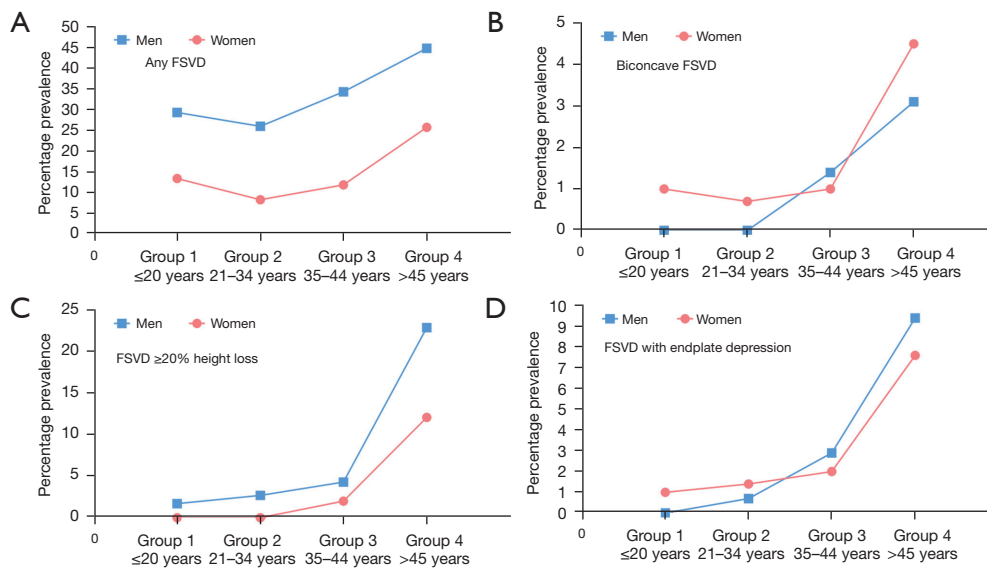 A
Percentage prevalence
50
45
40
35
30
25
20
15
10
5
0
Men Women
Any FSVD
0
Group 1 Group 2 Group 3 Group 4
≤20 years 21–34 years 35–44 years >45 years
B
Percentage prevalence
5
4
3
2
1
0
Men Women
Biconcave FSVD
0
Group 1 Group 2 Group 3 Group 4
≤20 years 21–34 years 35–44 years >45 years
C
Percentage prevalence
25
20
15
10
5
0
Men Women
FSVD ≥20% height loss
0
Group 1 Group 2 Group 3 Group 4
≤20 years 21–34 years 35–44 years >45 years
D
Percentage prevalence
10
9
8
7
6
5
4
3
2
1
0
Men Women
FSVD with endplate depression
0
Group 1 Group 2 Group 3 Group 4
≤20 years 21–34 years 35–44 years >45 years